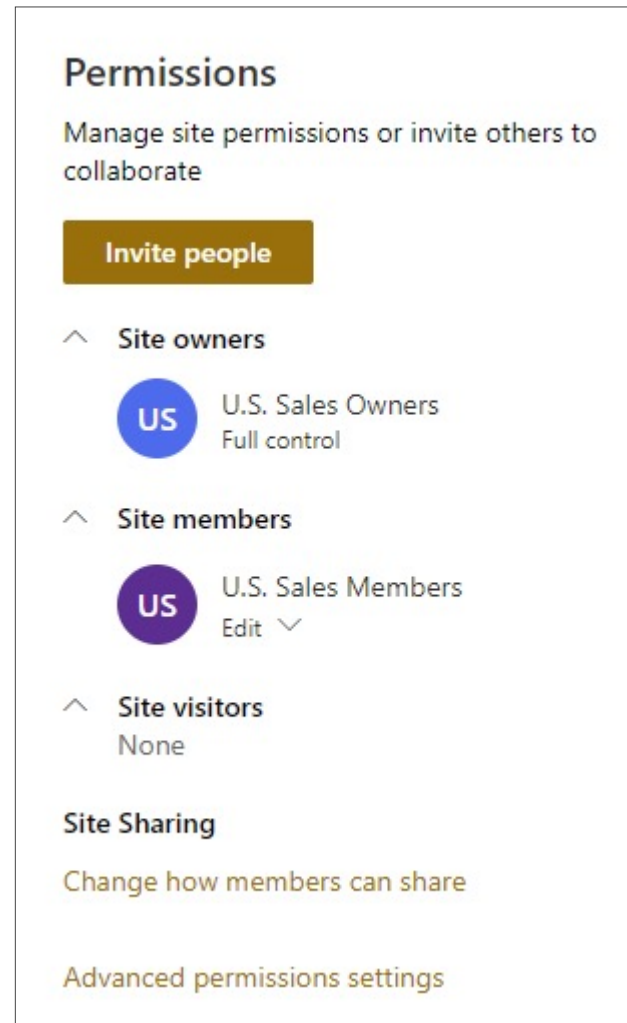 Permissions
Manage site permissions or invite others to
collaborate
Invite people
Site owners
US
U.S. Sales Owners
Full control
Site members
US
U.S. Sales Members
Edit
Site visitors
None
Site Sharing
Change how members can share
Advanced permissions settings